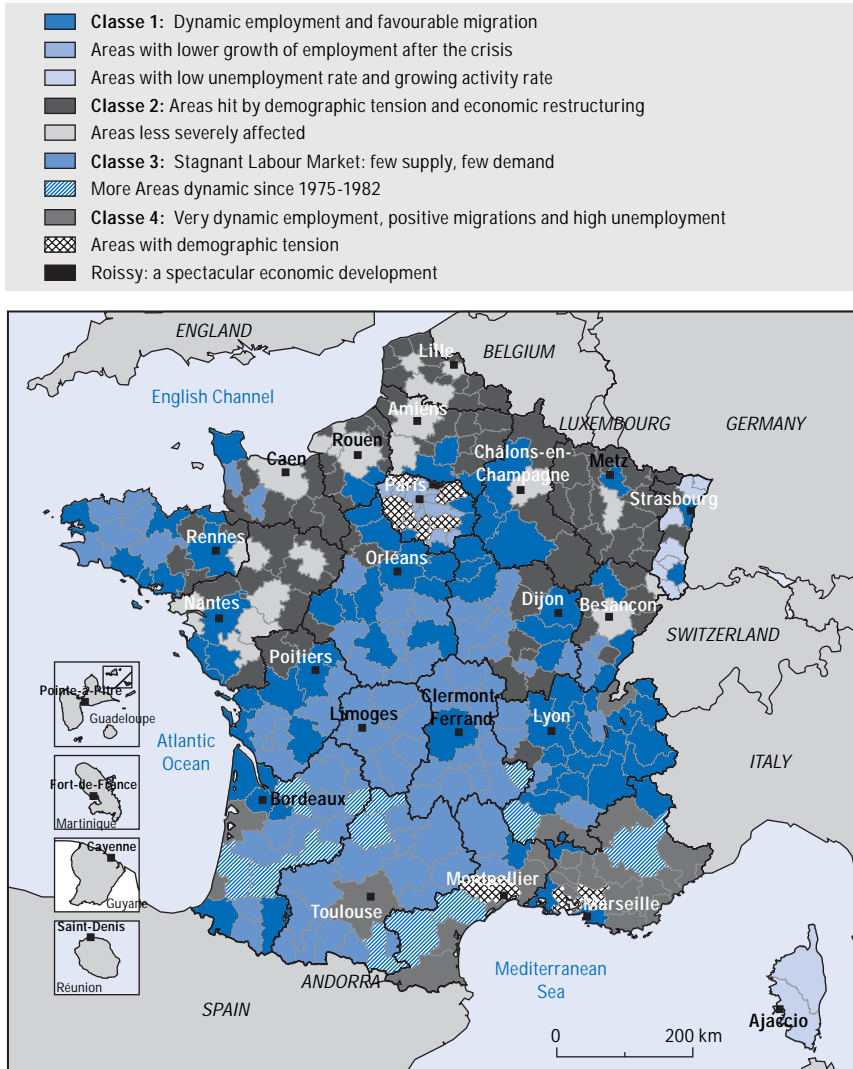 Classe 1: Dynamic employment and favourable migration
Areas with lower growth of employment after the crisis
Areas with low unemployment rate and growing activity rate
Classe 2: Areas hit by demographic tension and economic restructuring
Areas less severely affected
Classe 3: Stagnant Labour Market: few supply, few demand
More Areas dynamic since 1975-1982
Classe 4: Very dynamic employment, positive migrations and high unemployment
Areas with demographic tension
Roissy: a spectacular economic development
ENGLAND
Lille
BELGIUM
English Channel
Amiens
LUXEMBOURG
GERMANY
Rouen
Caen
Châlons-en-
Champagne
Metz
Paris
Strasbourg
Rennes
Orléans
Nantes
Dijon
Besançon
SWITZERLAND
Poitiers
Pointe-à-Pitre
Guadeloupe
Clermont-
Ferrand
Limoges
Lyon
Atlantic
Ocean
ITALY
Fort-de-France
Martinique
Bordeaux
Cayenne
Guyane
Montpellier
Toulouse
Marseille
Saint-Denis
Réunion
ANDORRA
Mediterranean
Sea
SPAIN
Ajaccio
0 200 km